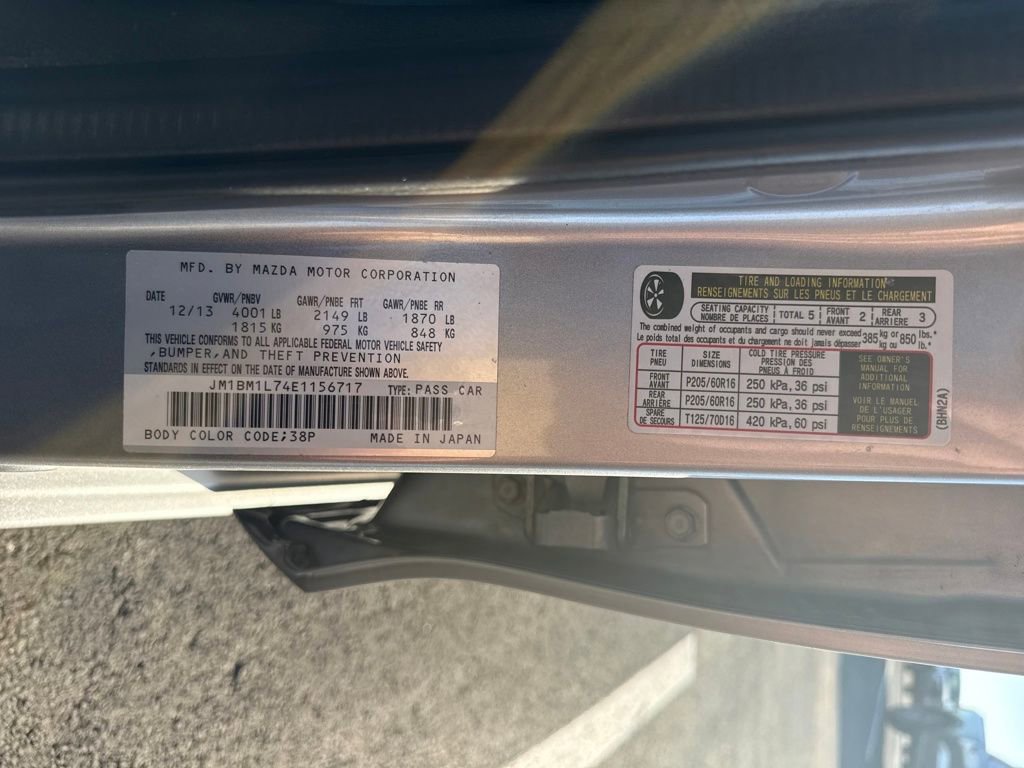 MFD. BY MAZDA MOTOR CORPORATION
DATE GVWR/PNBV GAWR/PNBE FRT GAWR/PNBE RR
12/13 4001 LB 2149 LB 1870 LB
1815 KG 975 KG 848 KG
THIS VEHICLE CONFORMS TO ALL APPLICABLE FEDERAL MOTOR VEHICLE SAFETY
,BUMPER,AND THEFT PREVENTION
STANDARDS IN EFFECT ON THE DATE OF MANUFACTURE SHOWN ABOVE.
JM1BM1L74E1156717 TYPE: PASS CAR
BODY COLOR CODE;38P MADE IN JAPAN
TIRE AND LOADING INFORMATION
RENSEIGNEMENTS SUR LES PNEUS ET LE CHARGEMENT
SEATING CAPACITY TOTAL 5 FRONT 2 REAR 3
NOMBRE DE PLACES AVANT ARRIÈRE
The combined weight of occupants and cargo should never exceed 385 kg or 850 lbs.
Le poids total des occupants et du chargement ne doit jamais dépasser kg ou lb.
TIRE SIZE COLD TIRE PRESSURE
PNEU DIMENSIONS PRESSION DES PNEUS À FROID
FRONT AVANT P205/60R16 250 kPa, 36 psi
REAR ARRIÈRE P205/60R16 250 kPa, 36 psi
SPARE DE SECOURS T125/70D16 420 kPa, 60 psi
SEE OWNER'S
MANUAL FOR
ADDITIONAL
INFORMATION
VOIR LE MANUEL
DE L'USAGER
POUR PLUS DE
RENSEIGNEMENTS
(BHN2A)